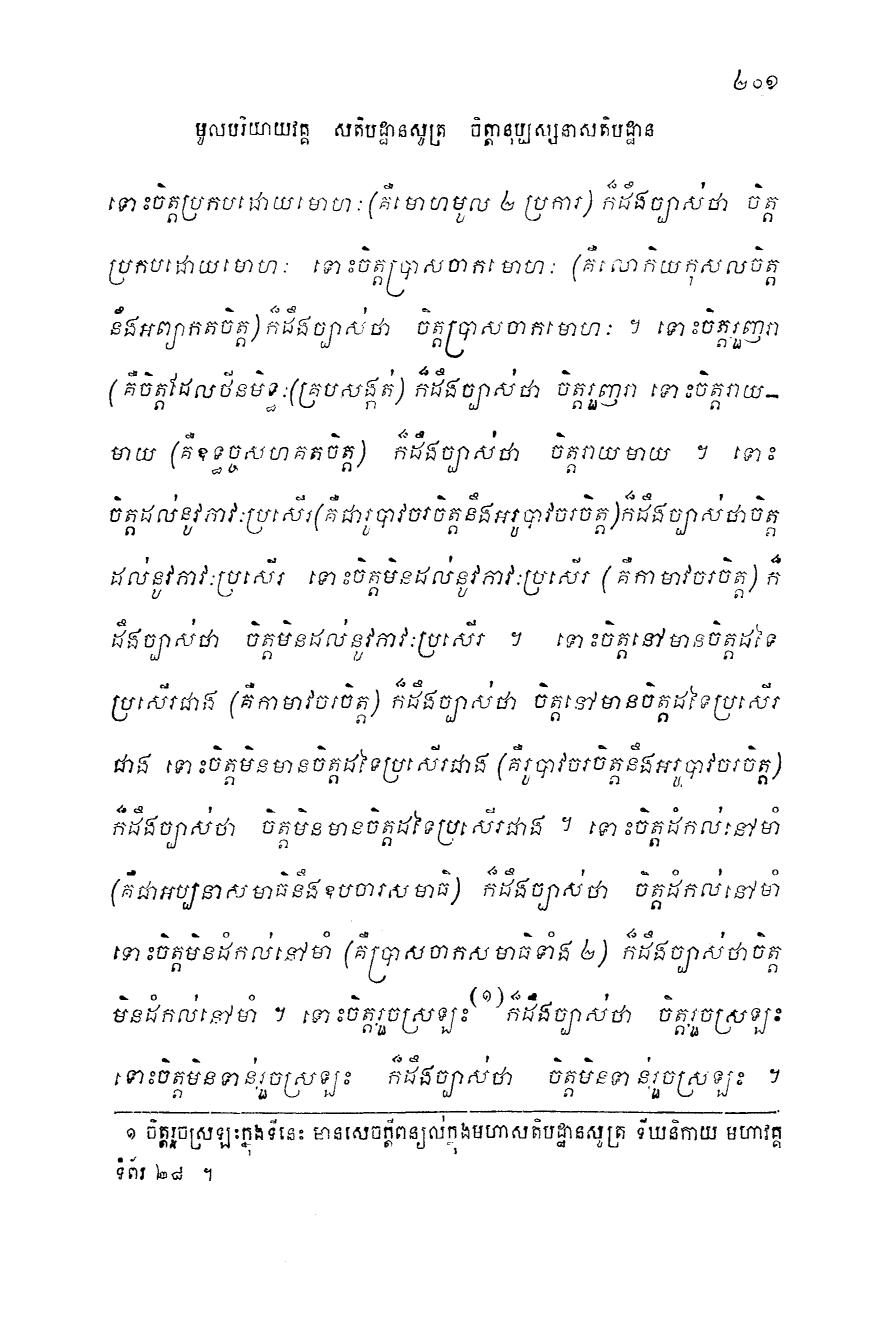 ២០១
មូលបរិយាយវគ្គ សតិបដ្ឋានសូត្រ ចិត្តានុប្បស្សនាសតិបដ្ឋាន
ទោះចិត្តប្រកបដោយមោហៈ (គឺមោហមូល ២ ប្រការ) ក៏ដឹងច្បាស់ថា ចិត្ត
ប្រកបដោយមោហៈ ទោះចិត្តប្រាសចាកមោហៈ (គឺលោកិយកុសលចិត្ត
នឹងអព្យាកតចិត្ត) ក៏ដឹងច្បាស់ថា ចិត្តប្រាសចាកមោហៈ ។ ទោះចិត្តរួញរា
(គឺចិត្តដែលថីនមិទ្ធៈ(គ្របសង្កត់) ក៏ដឹងច្បាស់ថា ចិត្តរួញរា ទោះចិត្តរាយ-
មាយ (គឺឧទ្ធច្ចសហគតចិត្ត) ក៏ដឹងច្បាស់ថា ចិត្តរាយមាយ ។ ទោះ
ចិត្តដល់នូវភាវៈប្រសើរ(គឺជារូបាវចរចិត្តនឹងអរូបាវចរចិត្ត)ក៏ដឹងច្បាស់ថាចិត្ត
ដល់នូវភាវៈប្រសើរ ទោះចិត្តមិនដល់នូវភាវៈប្រសើរ (គឺកាមាវចរចិត្ត) ក៏
ដឹងច្បាស់ថា ចិត្តមិនដល់នូវភាវៈប្រសើរ ។ ទោះចិត្តនៅមានចិត្តដទៃ
ប្រសើរជាង (គឺកាមាវចរចិត្ត) ក៏ដឹងច្បាស់ថា ចិត្តនៅមានចិត្តដទៃប្រសើរ
ជាង ទោះចិត្តមិនមានចិត្តដទៃប្រសើរជាង (គឺរូបាវចរចិត្តនឹងអរូបាវចរចិត្ត)
ក៏ដឹងច្បាស់ថា ចិត្តមិនមានចិត្តដទៃប្រសើរជាង ។ ទោះចិត្តដំកល់នៅមាំ
(គឺជាអប្បនាសមាធិនឹងឧបចារសមាធិ) ក៏ដឹងច្បាស់ថា ចិត្តដំកល់នៅមាំ
ទោះចិត្តមិនដំកល់នៅមាំ (គឺប្រាសចាកសមាធិទាំង ២) ក៏ដឹងច្បាស់ថាចិត្ត
មិនដំកល់នៅមាំ ។ ទោះចិត្តរួចស្រឡះ(១)ក៏ដឹងច្បាស់ថា ចិត្តរួចស្រឡះ
ទោះចិត្តមិនទាន់រួចស្រឡះ ក៏ដឹងច្បាស់ថា ចិត្តមិនទាន់រួចស្រឡះ ។
១ ចិត្តរួចស្រឡះក្នុងទីនេះ មានសេចក្តីពន្យល់ក្នុងមហាសតិបដ្ឋានសូត្រ ទីឃនិកាយ មហាវគ្គ
ទំព័រ ២៨ ។